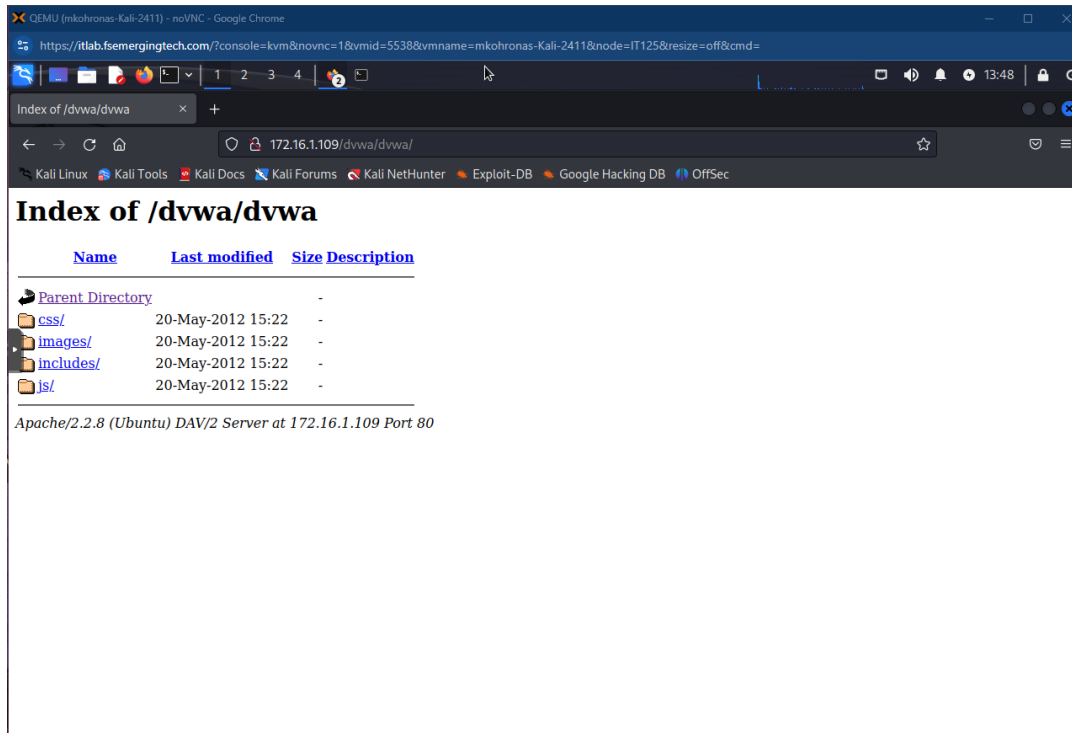 QEMU (mkohronas-Kali-2411) - noVNC - Google Chrome
https://itlab.fsemergingtech.com/?console=kvm&novnc=1&vmid=5538&vmname=mkohronas-Kali-2411&node=IT125&resize=off&cmd=
1 2 3 4 2 13:48
Index of /dvwa/dvwa
172.16.1.109/dvwa/dvwa/
Kali Linux Kali Tools Kali Docs Kali Forums Kali NetHunter Exploit-DB Google Hacking DB OffSec
Index of /dvwa/dvwa
Name Last modified Size Description
Parent Directory -
css/ 20-May-2012 15:22 -
images/ 20-May-2012 15:22 -
includes/ 20-May-2012 15:22 -
js/ 20-May-2012 15:22 -
Apache/2.2.8 (Ubuntu) DAV/2 Server at 172.16.1.109 Port 80